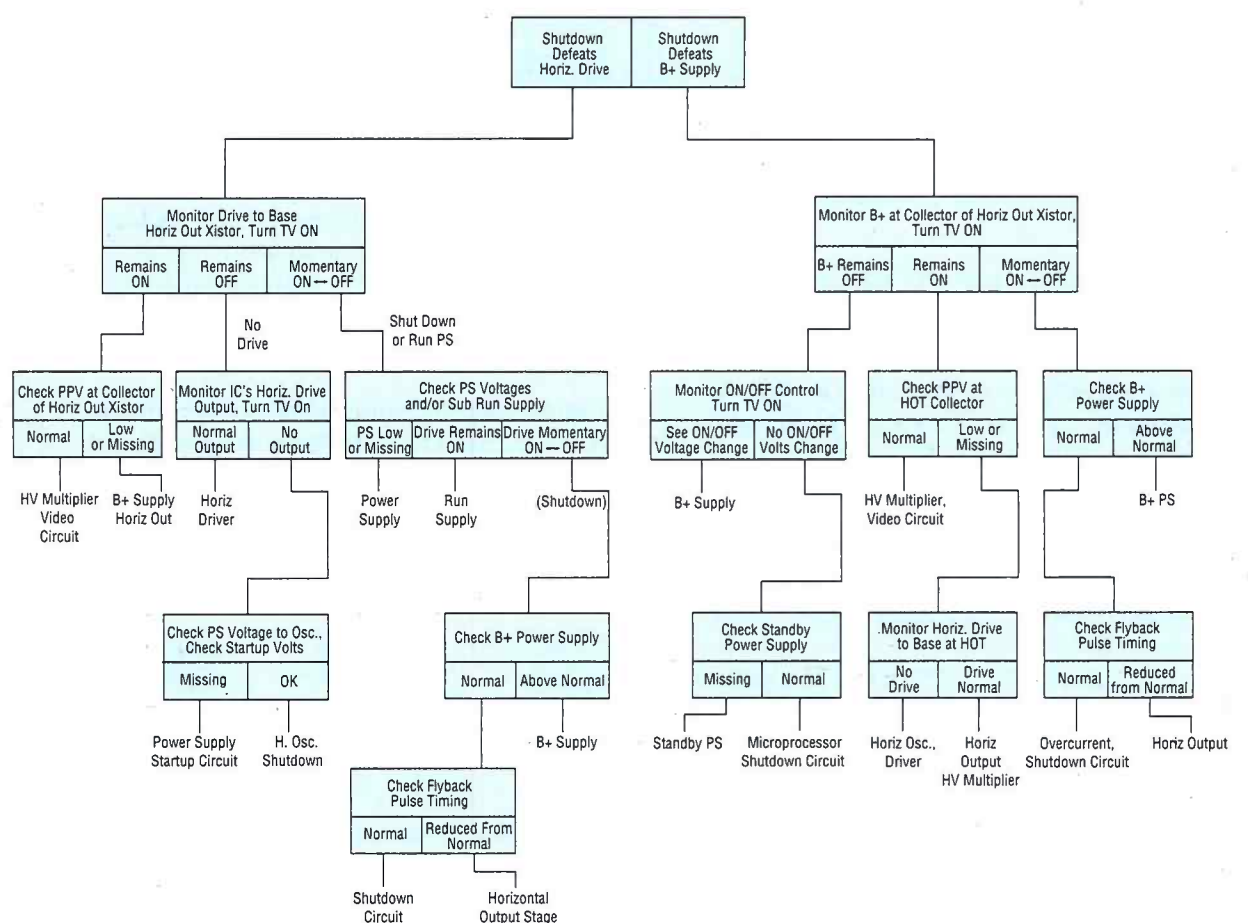 Shutdown
Defeats
Horiz. Drive
Shutdown
Defeats
B+ Supply
Monitor Drive to Base
Horiz Out Xistor, Turn TV ON
Remains
ON
Remains
OFF
Momentary
ON↔OFF
Monitor B+ at Collector of Horiz Out Xistor,
Turn TV ON
B+ Remains
OFF
Remains
ON
Momentary
ON↔OFF
No
Drive
Shut Down
or Run PS
Check PPV at Collector
of Horiz Out Xistor
Normal
Low
or Missing
HV Multiplier
Video
Circuit
B+ Supply
Horiz Out
Monitor IC's Horiz. Drive
Output, Turn TV On
Normal
Output
No
Output
Horiz
Driver
Check PS Voltages
and/or Sub Run Supply
PS Low
or Missing
Drive Remains
ON
Drive Momentary
ON↔OFF
Power
Supply
Run
Supply
(Shutdown)
Monitor ON/OFF Control
Turn TV ON
See ON/OFF
Voltage Change
No ON/OFF
Volts Change
B+ Supply
Check PPV at
HOT Collector
Normal
Low or
Missing
HV Multiplier,
Video Circuit
Check B+
Power Supply
Normal
Above
Normal
B+ PS
Check PS Voltage to Osc.,
Check Startup Volts
Missing
OK
Power Supply
Startup Circuit
H. Osc.
Shutdown
Check B+ Power Supply
Normal
Above Normal
B+ Supply
Check Standby
Power Supply
Missing
Normal
Standby PS
Microprocessor
Shutdown Circuit
Monitor Horiz. Drive
to Base at HOT
No
Drive
Drive
Normal
Horiz Osc.,
Driver
Horiz
Output
HV Multiplier
Check Flyback
Pulse Timing
Normal
Reduced
from Normal
Overcurrent,
Shutdown Circuit
Horiz Output
Check Flyback
Pulse Timing
Normal
Reduced From
Normal
Shutdown
Circuit
Horizontal
Output Stage